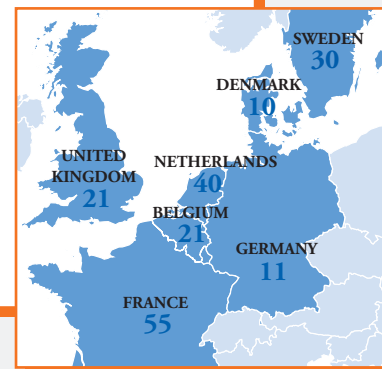 SWEDEN
30
DENMARK
10
UNITED
KINGDOM
21
NETHERLANDS
40
BELGIUM
21
GERMANY
11
FRANCE
55